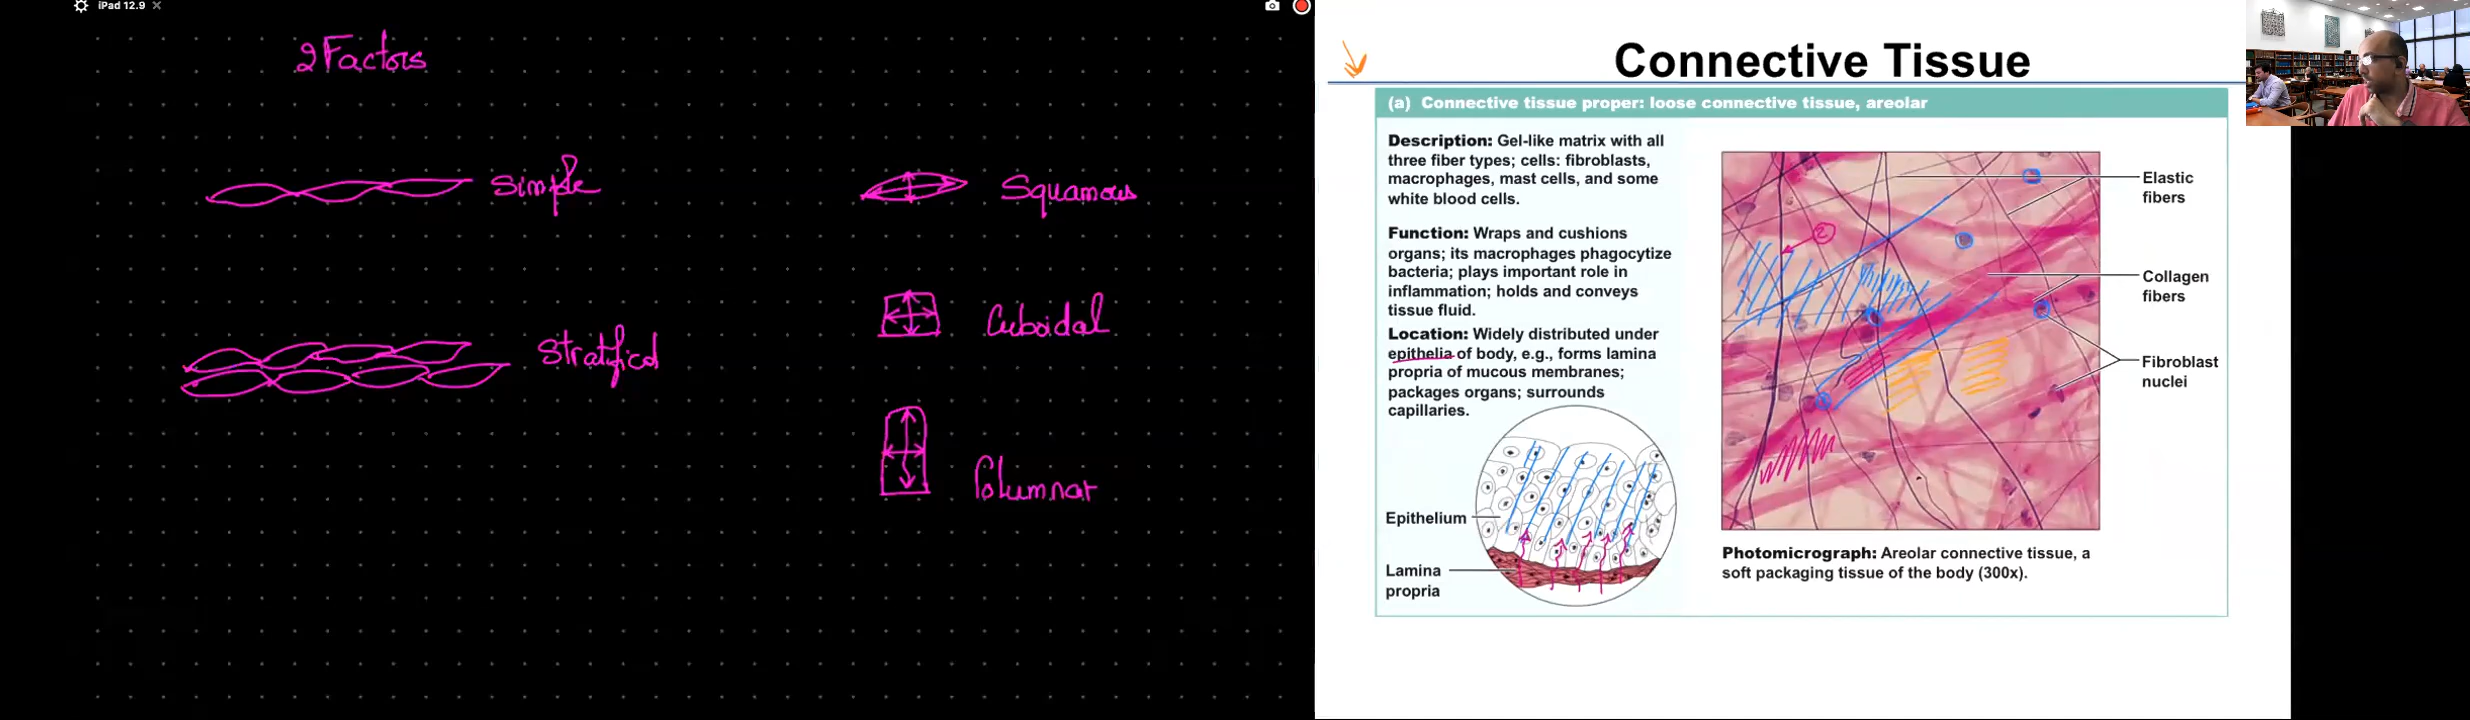 iPad 12.9
2 Factors
Simple
Stratified
Squamous
Cuboidal
Columnar
Connective Tissue
(a) Connective tissue proper: loose connective tissue, areolar
Description: Gel-like matrix with all
three fiber types; cells: fibroblasts,
macrophages, mast cells, and some
white blood cells.
Function: Wraps and cushions
organs; its macrophages phagocytize
bacteria; plays important role in
inflammation; holds and conveys
tissue fluid.
Location: Widely distributed under
epithelia of body, e.g., forms lamina
propria of mucous membranes;
packages organs; surrounds
capillaries.
Epithelium
Lamina
propria
2
Elastic
fibers
Collagen
fibers
Fibroblast
nuclei
Photomicrograph: Areolar connective tissue, a
soft packaging tissue of the body (300x).